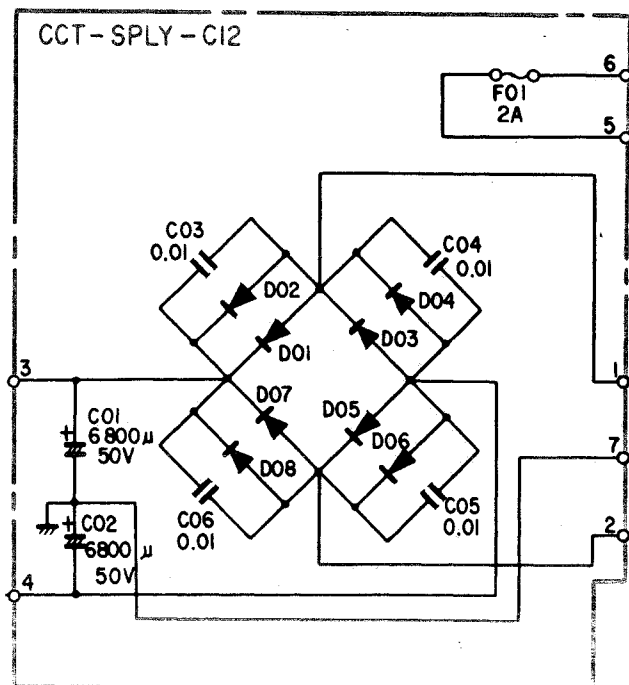 CCT-SPLY-C12
6
F01
2A
5
C03
0.01
C04
0.01
D02
D04
D01
D03
3
1
D07
D05
C01
+
6800µ
50V
D06
D08
7
C06
0.01
C05
0.01
+
C02
6800µ
50V
2
4